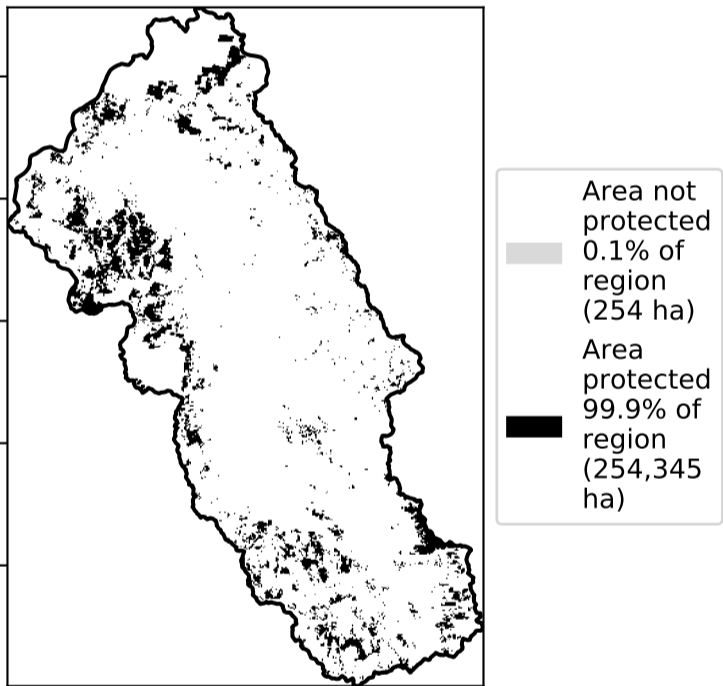 Area not
protected
0.1% of
region
(254 ha)
Area
protected
99.9% of
region
(254,345
ha)